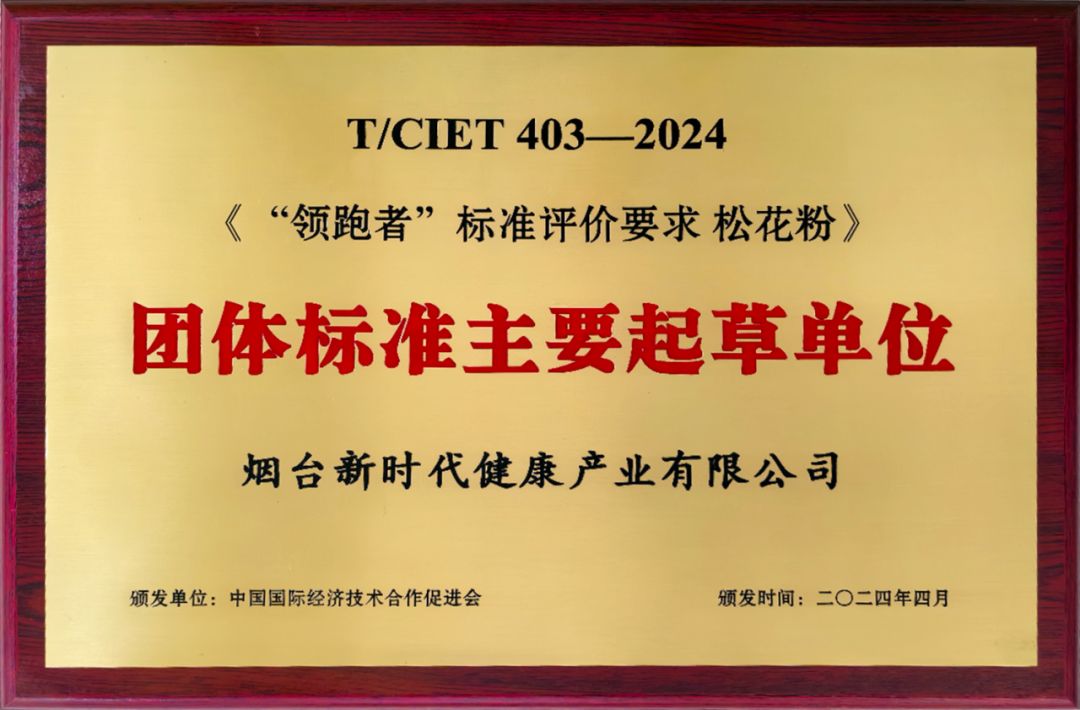 T/CIET 403—2024
《“领跑者”标准评价要求 松花粉》
团体标准主要起草单位
烟台新时代健康产业有限公司
颁发单位：中国国际经济技术合作促进会
颁发时间：二〇二四年四月